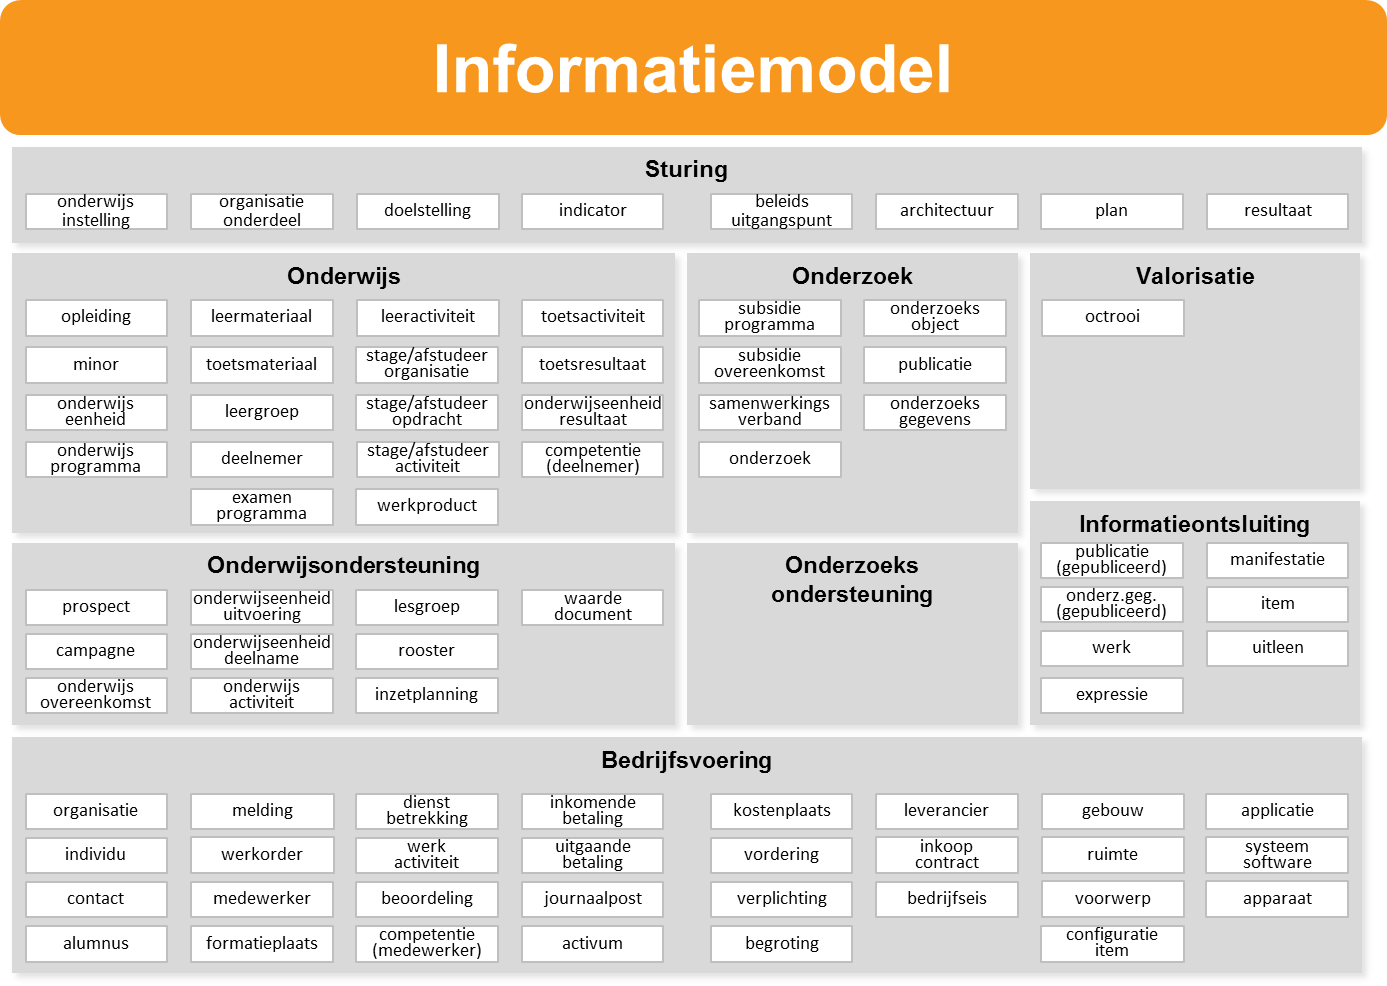 Informatiemodel
Sturing
onderwijs
instelling
organisatie
onderdeel
doelstelling
indicator
beleids
uitgangspunt
architectuur
plan
resultaat
Onderwijs
opleiding
leermateriaal
leeractiviteit
toetsactiviteit
minor
toetsmateriaal
stage/afstudeer
organisatie
toetsresultaat
onderwijs
eenheid
leergroep
stage/afstudeer
opdracht
onderwijseenheid
resultaat
onderwijs
programma
deelnemer
stage/afstudeer
activiteit
competentie
(deelnemer)
examen
programma
werkproduct
Onderzoek
subsidie
programma
onderzoeks
object
subsidie
overeenkomst
publicatie
samenwerkings
verband
onderzoeks
gegevens
onderzoek
Valorisatie
octrooi
Onderwijsondersteuning
prospect
onderwijseenheid
uitvoering
lesgroep
waarde
document
campagne
onderwijseenheid
deelname
rooster
onderwijs
overeenkomst
onderwijs
activiteit
inzetplanning
Onderzoeks
ondersteuning
Informatieontsluiting
publicatie
(gepubliceerd)
manifestatie
onderz.geg.
(gepubliceerd)
item
werk
uitleen
expressie
Bedrijfsvoering
organisatie
melding
dienst
betrekking
inkomende
betaling
kostenplaats
leverancier
gebouw
applicatie
individu
werkorder
werk
activiteit
uitgaande
betaling
vordering
inkoop
contract
ruimte
systeem
software
contact
medewerker
beoordeling
journaalpost
verplichting
bedrijfseis
voorwerp
apparaat
alumnus
formatieplaats
competentie
(medewerker)
activum
begroting
configuratie
item